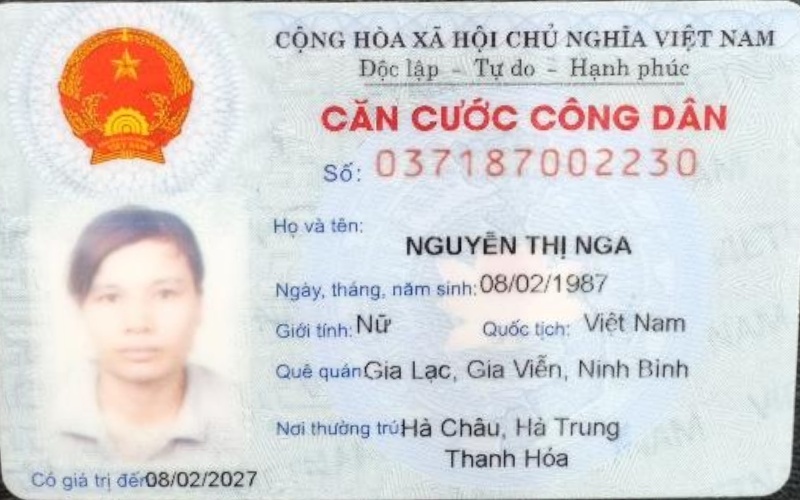 CỘNG HÒA XÃ HỘI CHỦ NGHĨA VIỆT NAM
Độc lập - Tự do - Hạnh phúc
CĂN CƯỚC CÔNG DÂN
Số: 037187002230
Họ và tên:
NGUYỄN THỊ NGA
Ngày, tháng, năm sinh: 08/02/1987
Giới tính: Nữ Quốc tịch: Việt Nam
Quê quán Gia Lạc, Gia Viễn, Ninh Bình
Nơi thường trú: Hà Châu, Hà Trung
Thanh Hóa
Có giá trị đến 08/02/2027